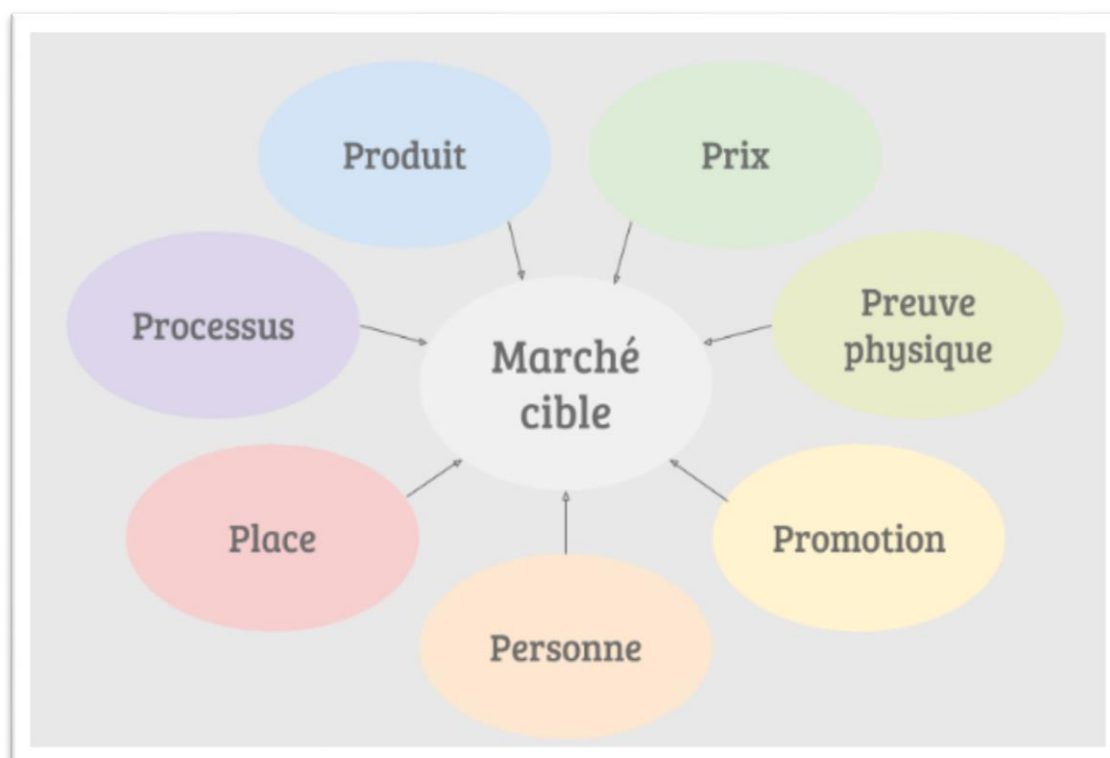 Produit
Prix
Processus
Preuve
physique
Marché
cible
Place
Promotion
Personne